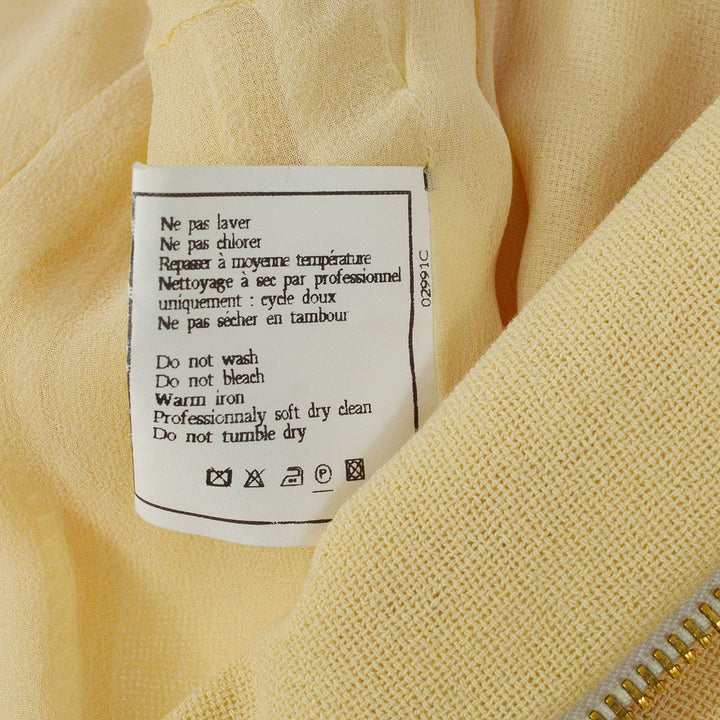 Ne pas laver
Ne pas chlorer
Repasser à moyenne température
Nettoyage à sec par professionnel
uniquement : cycle doux
Ne pas sécher en tambour
Do not wash
Do not bleach
Warm iron
Professionnaly soft dry clean
Do not tumble dry
P
02991C